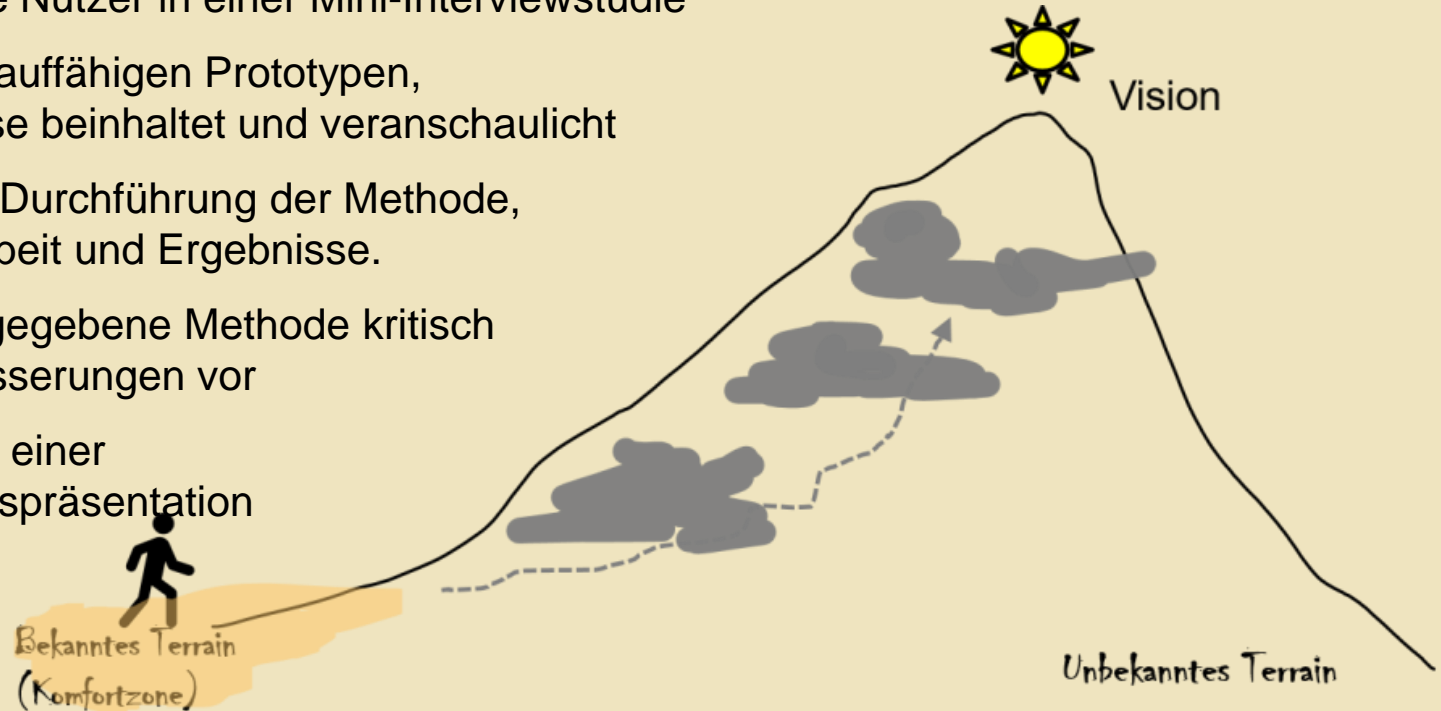 e Nutzer in einer Mini-Interviewstudie
auffähigen Prototypen,
se beinhaltet und veranschaulicht
Durchführung der Methode,
beit und Ergebnisse.
gegebene Methode kritisch
sserungen vor
einer
spräsentation
Vision
Bekanntes Terrain
(Komfortzone)
Unbekanntes Terrain